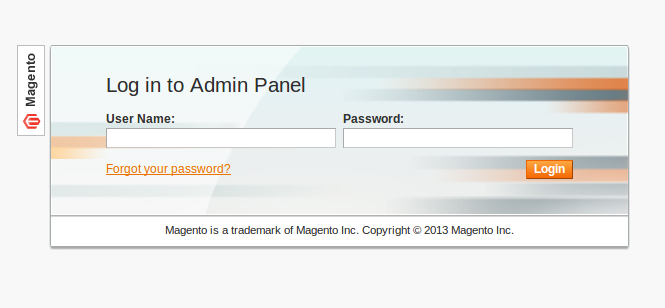 Magento
Log in to Admin Panel
User Name:
Password:
Forgot your password?
Login
Magento is a trademark of Magento Inc. Copyright © 2013 Magento Inc.